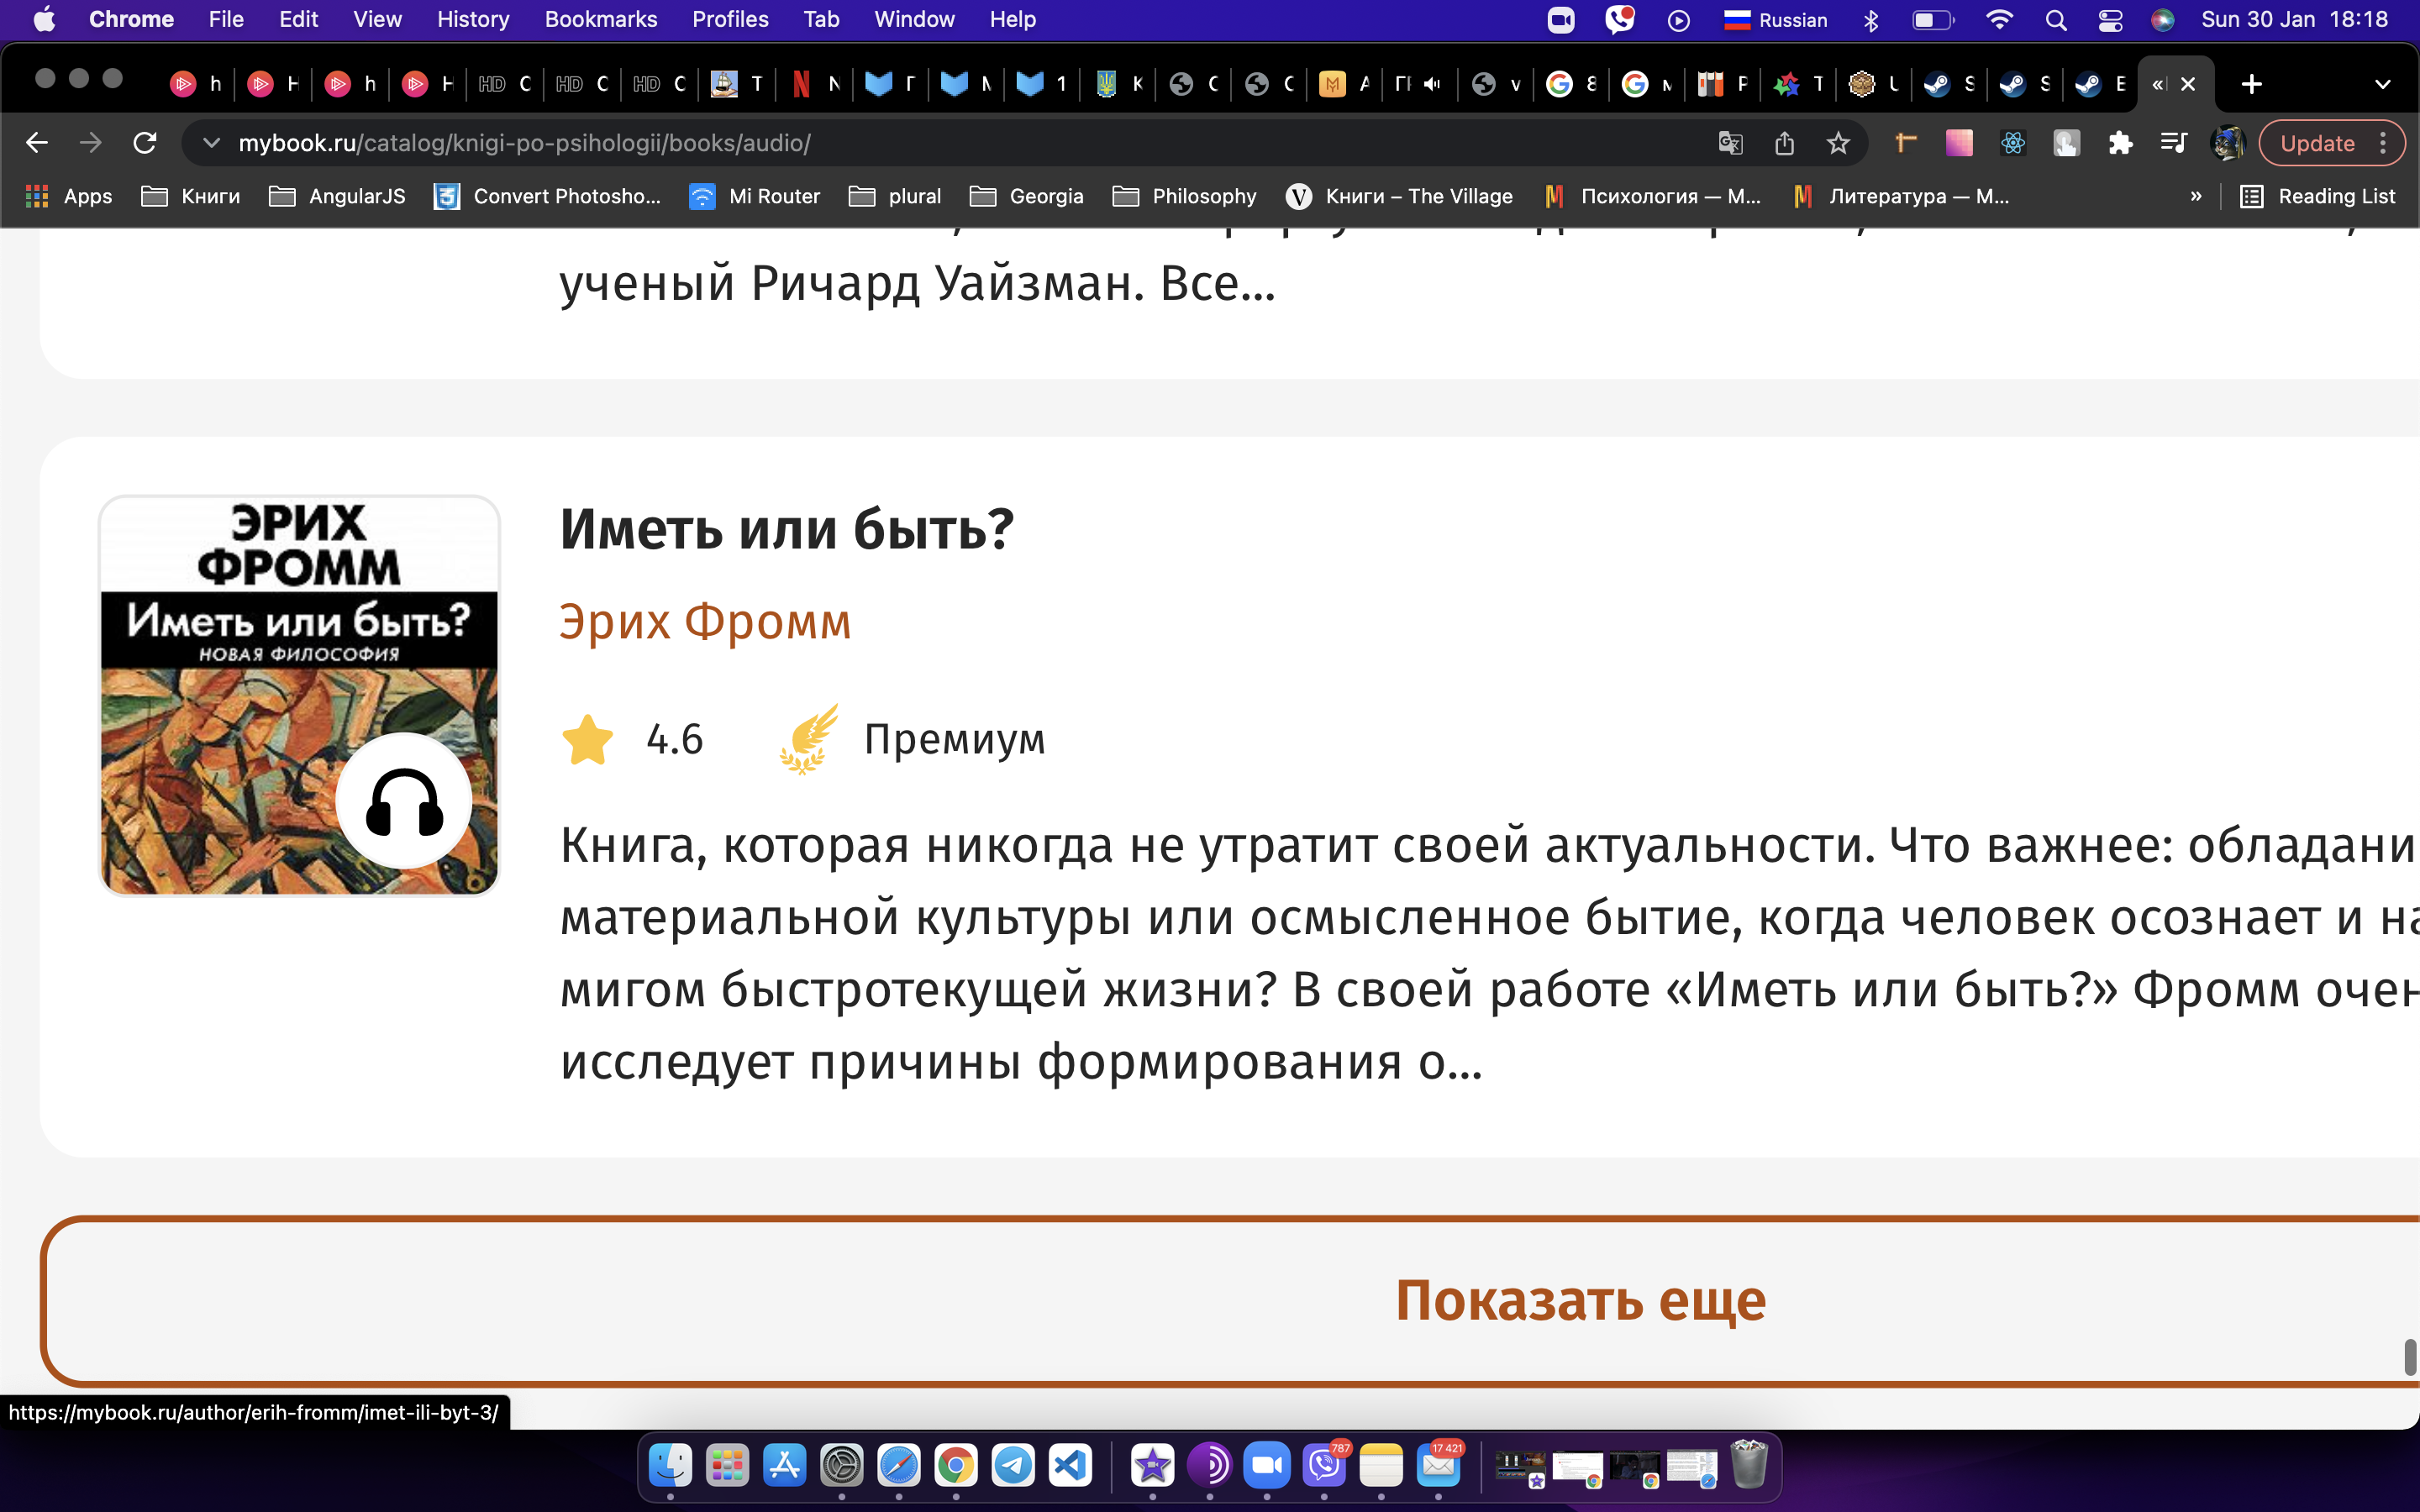 Chrome File Edit View History Bookmarks Profiles Tab Window Help Russian Sun 30 Jan 18:18
mybook.ru/catalog/knigi-po-psihologii/books/audio/ Update
Apps Книги AngularJS Convert Photosho... Mi Router plural Georgia Philosophy Книги – The Village Психология — М... Литература — М... » Reading List
ученый Ричард Уайзман. Все...
ЭРИХ
ФРОММ
Иметь или быть?
НОВАЯ ФИЛОСОФИЯ
Иметь или быть?
Эрих Фромм
4.6 Премиум
Книга, которая никогда не утратит своей актуальности. Что важнее: обладани
материальной культуры или осмысленное бытие, когда человек осознает и на
мигом быстротекущей жизни? В своей работе «Иметь или быть?» Фромм очен
исследует причины формирования о...
Показать еще
https://mybook.ru/author/erih-fromm/imet-ili-byt-3/
787
17 421